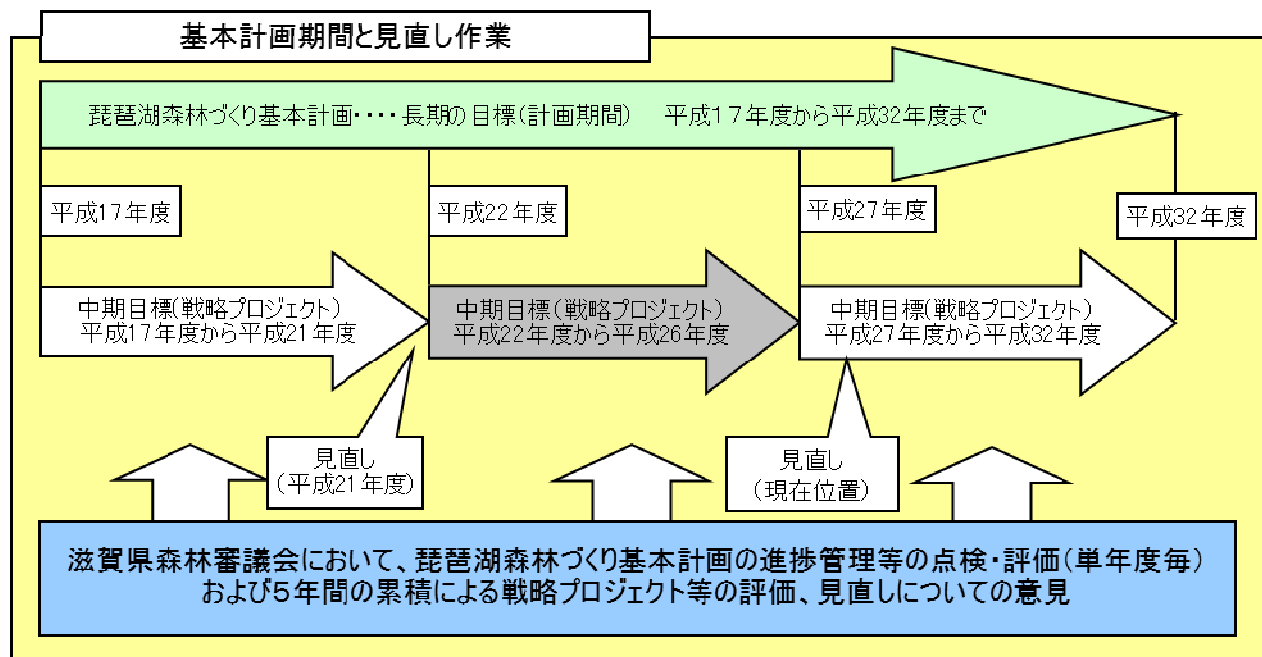 基本計画期間と見直し作業
琵琶湖森林づくり基本計画・・・・長期の目標(計画期間)　平成17年度から平成32年度まで
平成17年度
平成22年度
平成27年度
平成32年度
中期目標(戦略プロジェクト)
平成17年度から平成21年度
中期目標(戦略プロジェクト)
平成22年度から平成26年度
中期目標(戦略プロジェクト)
平成27年度から平成32年度
見直し
(平成21年度)
見直し
(現在位置)
滋賀県森林審議会において、琵琶湖森林づくり基本計画の進捗管理等の点検・評価(単年度毎)
および5年間の累積による戦略プロジェクト等の評価、見直しについての意見